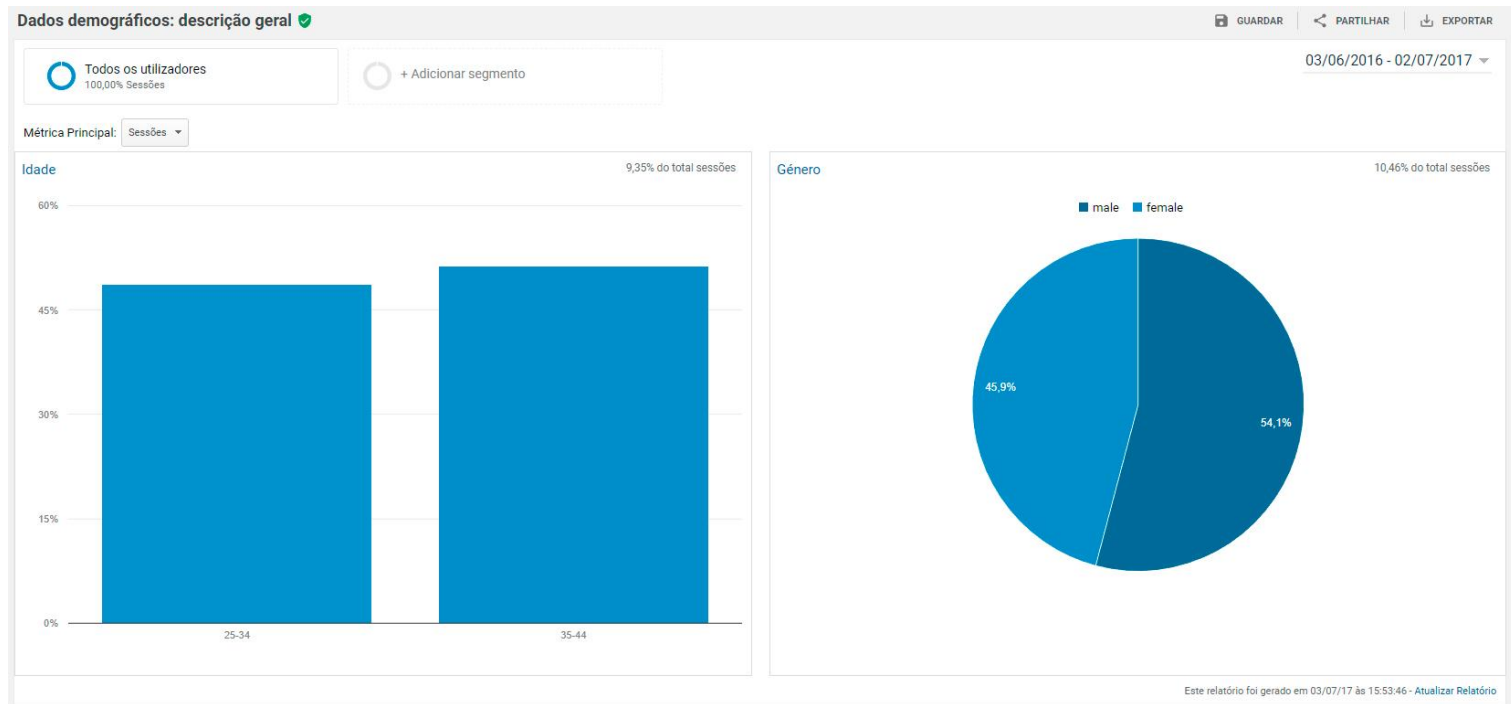 Dados demográficos: descrição geral
GUARDAR
PARTILHAR
EXPORTAR
Todos os utilizadores
100,00% Sessões
+ Adicionar segmento
03/06/2016 - 02/07/2017
Métrica Principal:
Sessões
Idade
9,35% do total sessões
60%
45%
30%
15%
0%
25-34
35-44
Género
10,46% do total sessões
male
female
45,9%
54,1%
Este relatório foi gerado em 03/07/17 às 15:53:46 - Atualizar Relatório